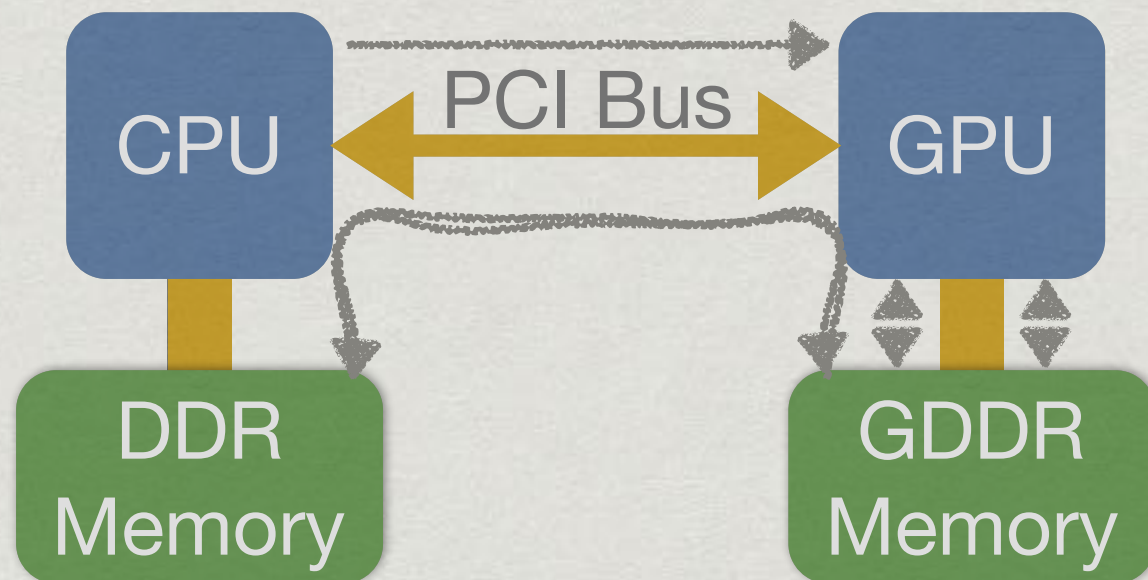 CPU
PCI Bus
GPU
DDR
Memory
GDDR
Memory